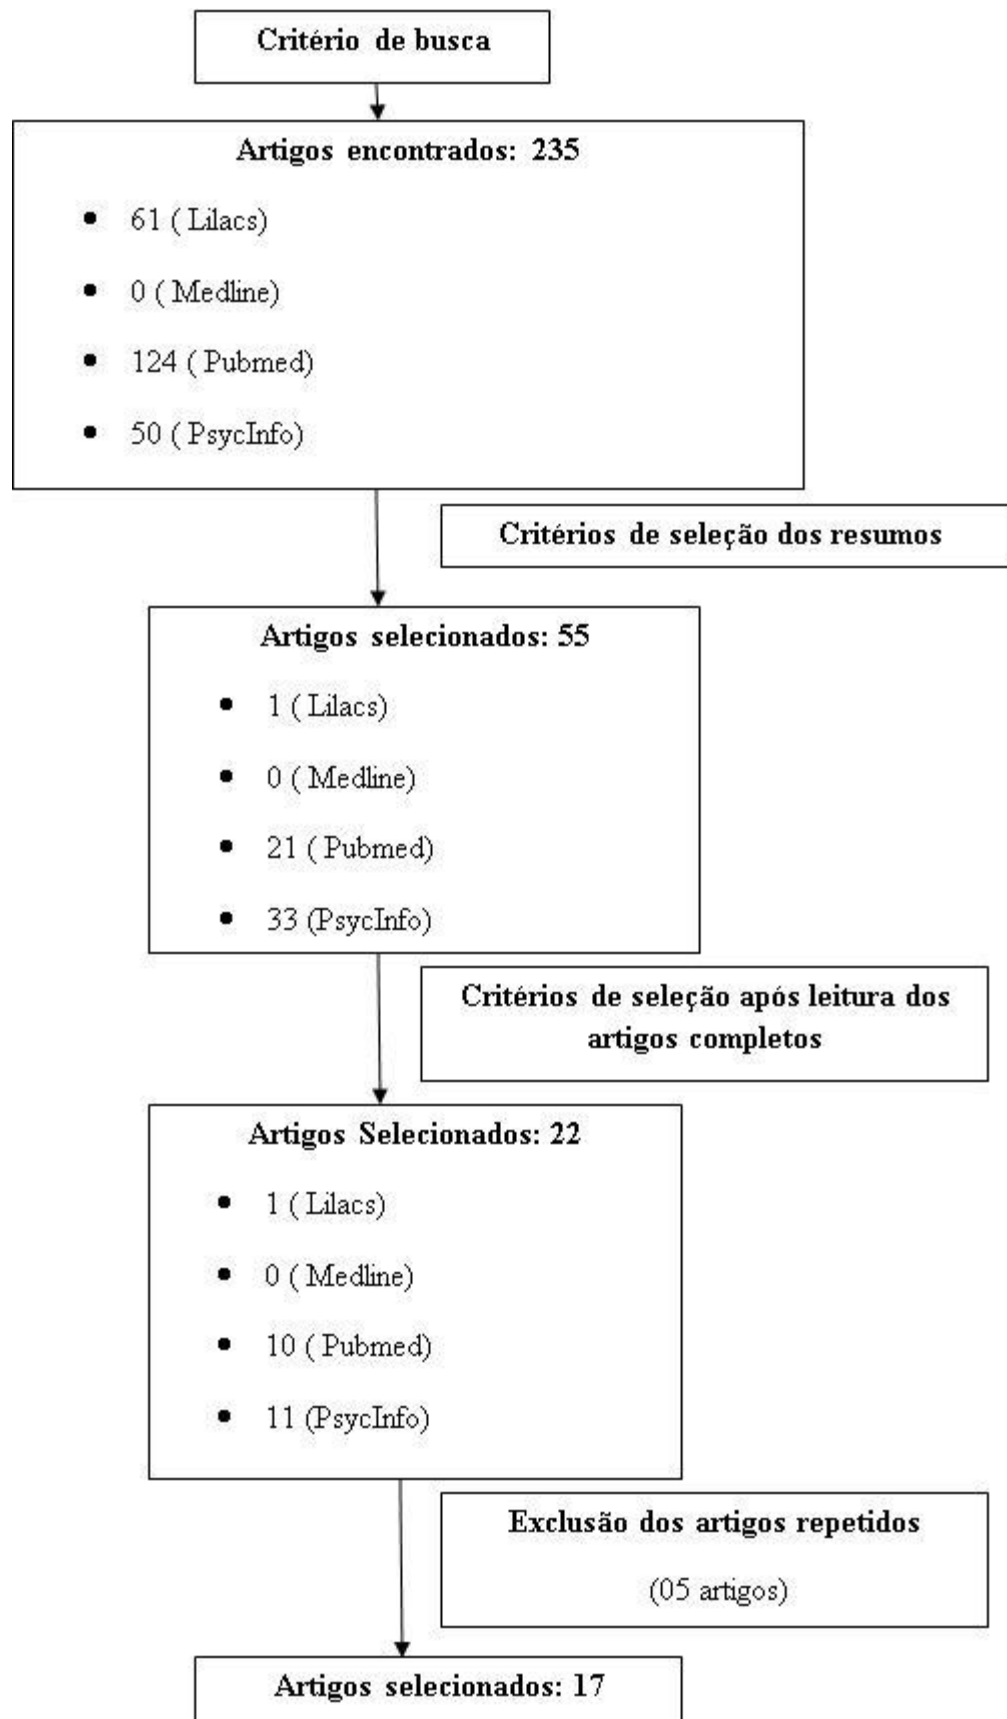 Critério de busca
Artigos encontrados: 235
• 61 ( Lilacs)
• 0 ( Medline)
• 124 ( Pubmed)
• 50 ( PsycInfo)
Critérios de seleção dos resumos
Artigos selecionados: 55
• 1 ( Lilacs)
• 0 ( Medline)
• 21 ( Pubmed)
• 33 (PsycInfo)
Critérios de seleção após leitura dos
artigos completos
Artigos Selecionados: 22
• 1 ( Lilacs)
• 0 ( Medline)
• 10 ( Pubmed)
• 11 (PsycInfo)
Exclusão dos artigos repetidos
(05 artigos)
Artigos selecionados: 17